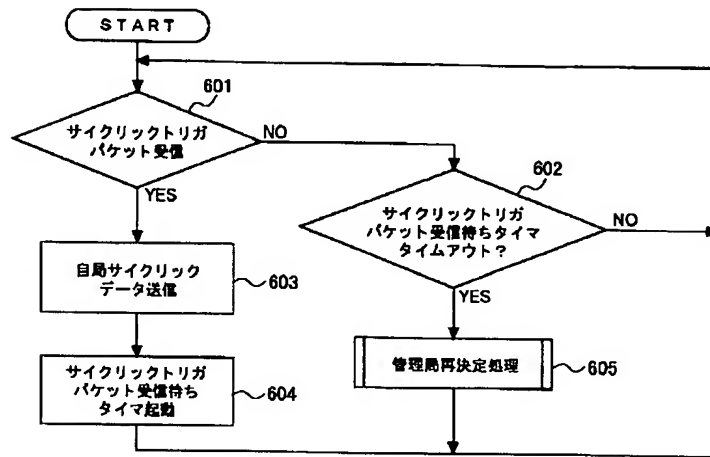 START
601
サイクリックトリガ
パケット受信
NO
YES
602
サイクリックトリガ
パケット受信待ちタイマ
タイムアウト?
NO
YES
自局サイクリック
データ送信
603
サイクリックトリガ
パケット受信待ち
タイマ起動
604
管理局再決定処理
605